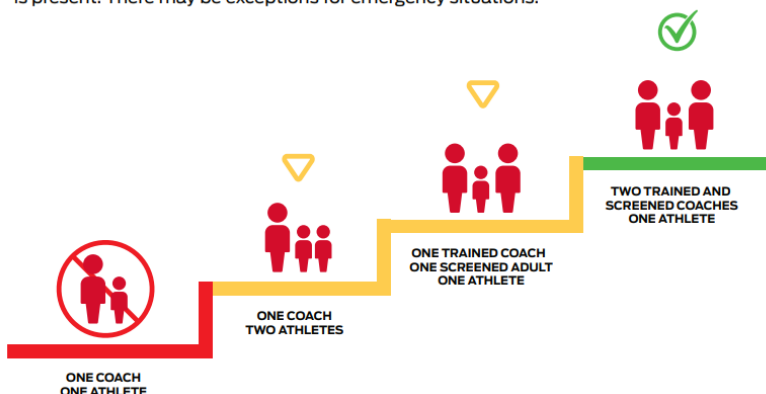 is present. There may be exceptions for emergency situations.
TWO TRAINED AND
SCREENED COACHES
ONE ATHLETE
ONE TRAINED COACH
ONE SCREENED ADULT
ONE ATHLETE
ONE COACH
TWO ATHLETES
ONE COACH
ONE ATHLETE